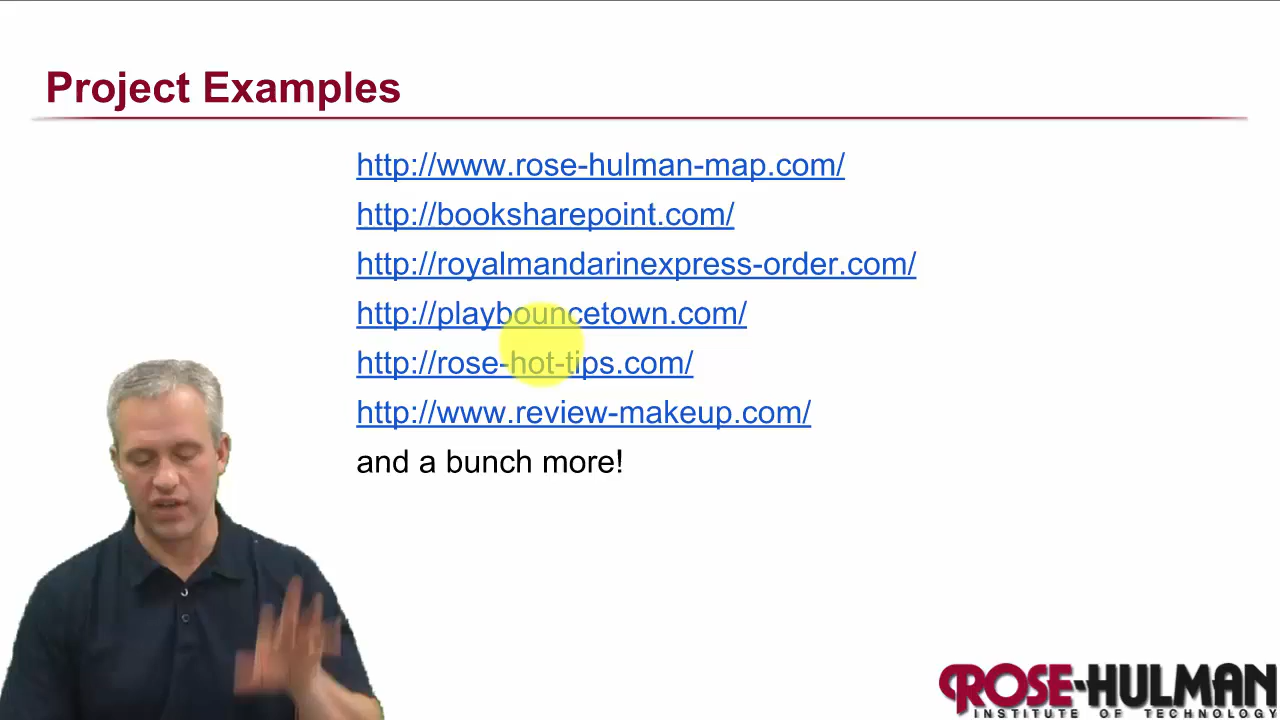 Project Examples
http://www.rose-hulman-map.com/
http://booksharepoint.com/
http://royalmandarinexpress-order.com/
http://playbouncetown.com/
http://rose-hot-tips.com/
http://www.review-makeup.com/
and a bunch more!
ROSE-HULMAN
INSTITUTE OF TECHNOLOGY